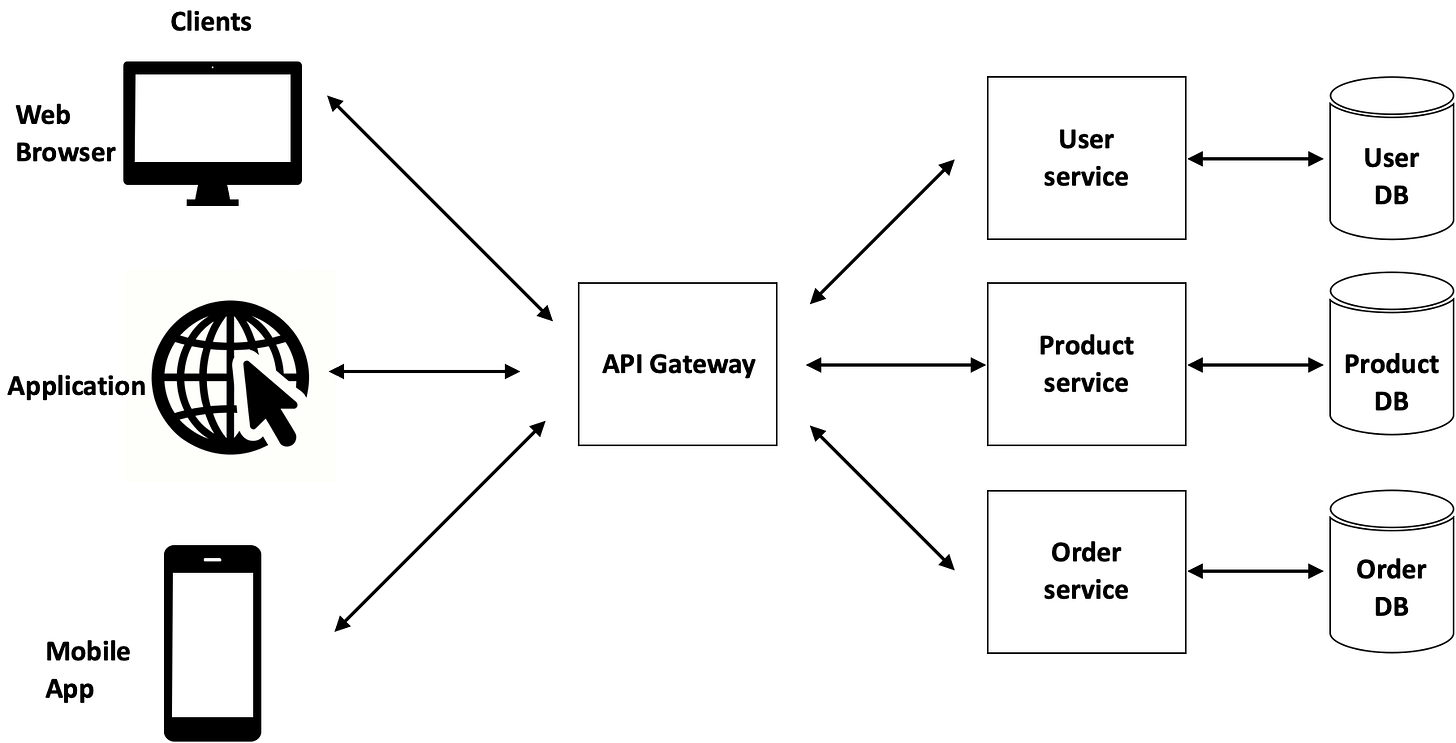 Clients
Web
Browser
Application
Mobile
App
API Gateway
User
service
Product
service
Order
service
User
DB
Product
DB
Order
DB